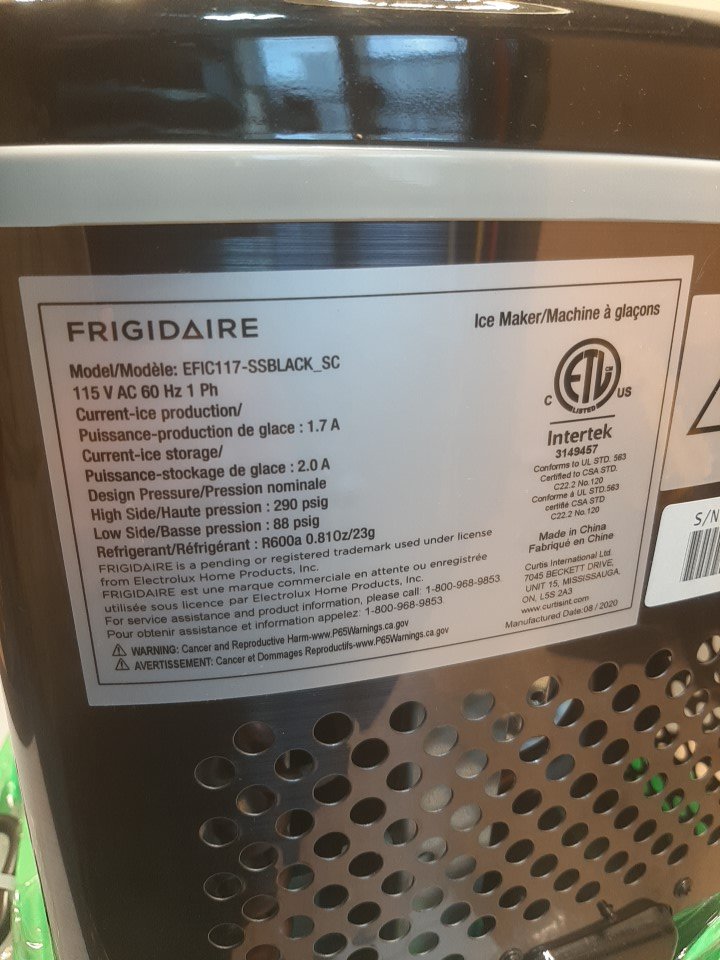 FRIGIDAIRE
Ice Maker/Machine à glaçons
Model/Modèle: EFIC117-SSBLACK_SC
115 V AC 60 Hz 1 Ph
Current-ice production/
Puissance-production de glace : 1.7 A
Current-ice storage/
Puissance-stockage de glace : 2.0 A
Design Pressure/Pression nominale
High Side/Haute pression : 290 psig
Low Side/Basse pression : 88 psig
Refrigerant/Réfrigérant : R600a 0.81Oz/23g
FRIGIDAIRE is a pending or registered trademark used under license
from Electrolux Home Products, Inc.
FRIGIDAIRE est une marque commerciale en attente ou enregistrée
utilisée sous licence par Electrolux Home Products, Inc.
For service assistance and product information, please call: 1-800-968-9853.
Pour obtenir assistance et information appelez: 1-800-968-9853.
WARNING: Cancer and Reproductive Harm-www.P65Warnings.ca.gov
AVERTISSEMENT: Cancer et Dommages Reproductifs-www.P65Warnings.ca.gov
C ETL CM US
LISTED
Intertek
3149457
Conforms to UL STD. 563
Certified to CSA STD.
C22.2 No.120
Conforme à UL STD.563
certifié CSA STD
C22.2 No.120
Made in China
Fabriqué en Chine
Curtis International Ltd.
7045 BECKETT DRIVE,
UNIT 15, MISSISSAUGA,
ON, L5S 2A3
www.curtisint.com
Manufactured Date:08 / 2020
S/N